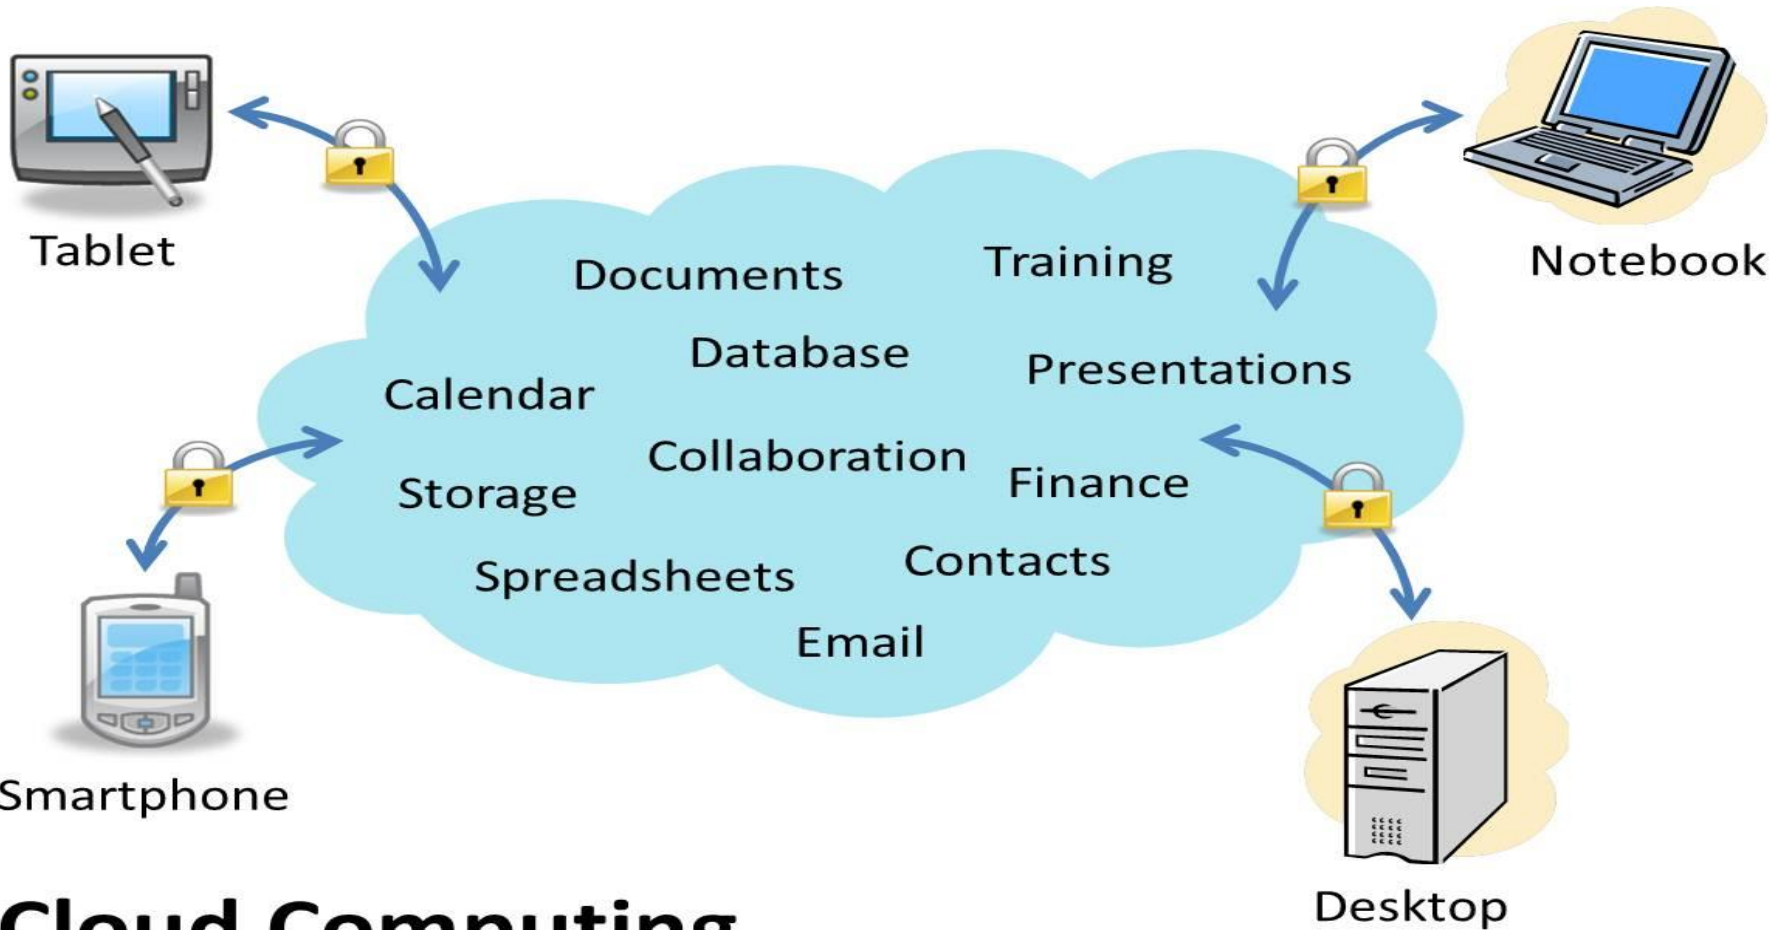 Tablet
Notebook
Documents
Training
Database
Presentations
Calendar
Collaboration
Finance
Storage
Contacts
Spreadsheets
Email
Smartphone
Desktop
Cloud Computing